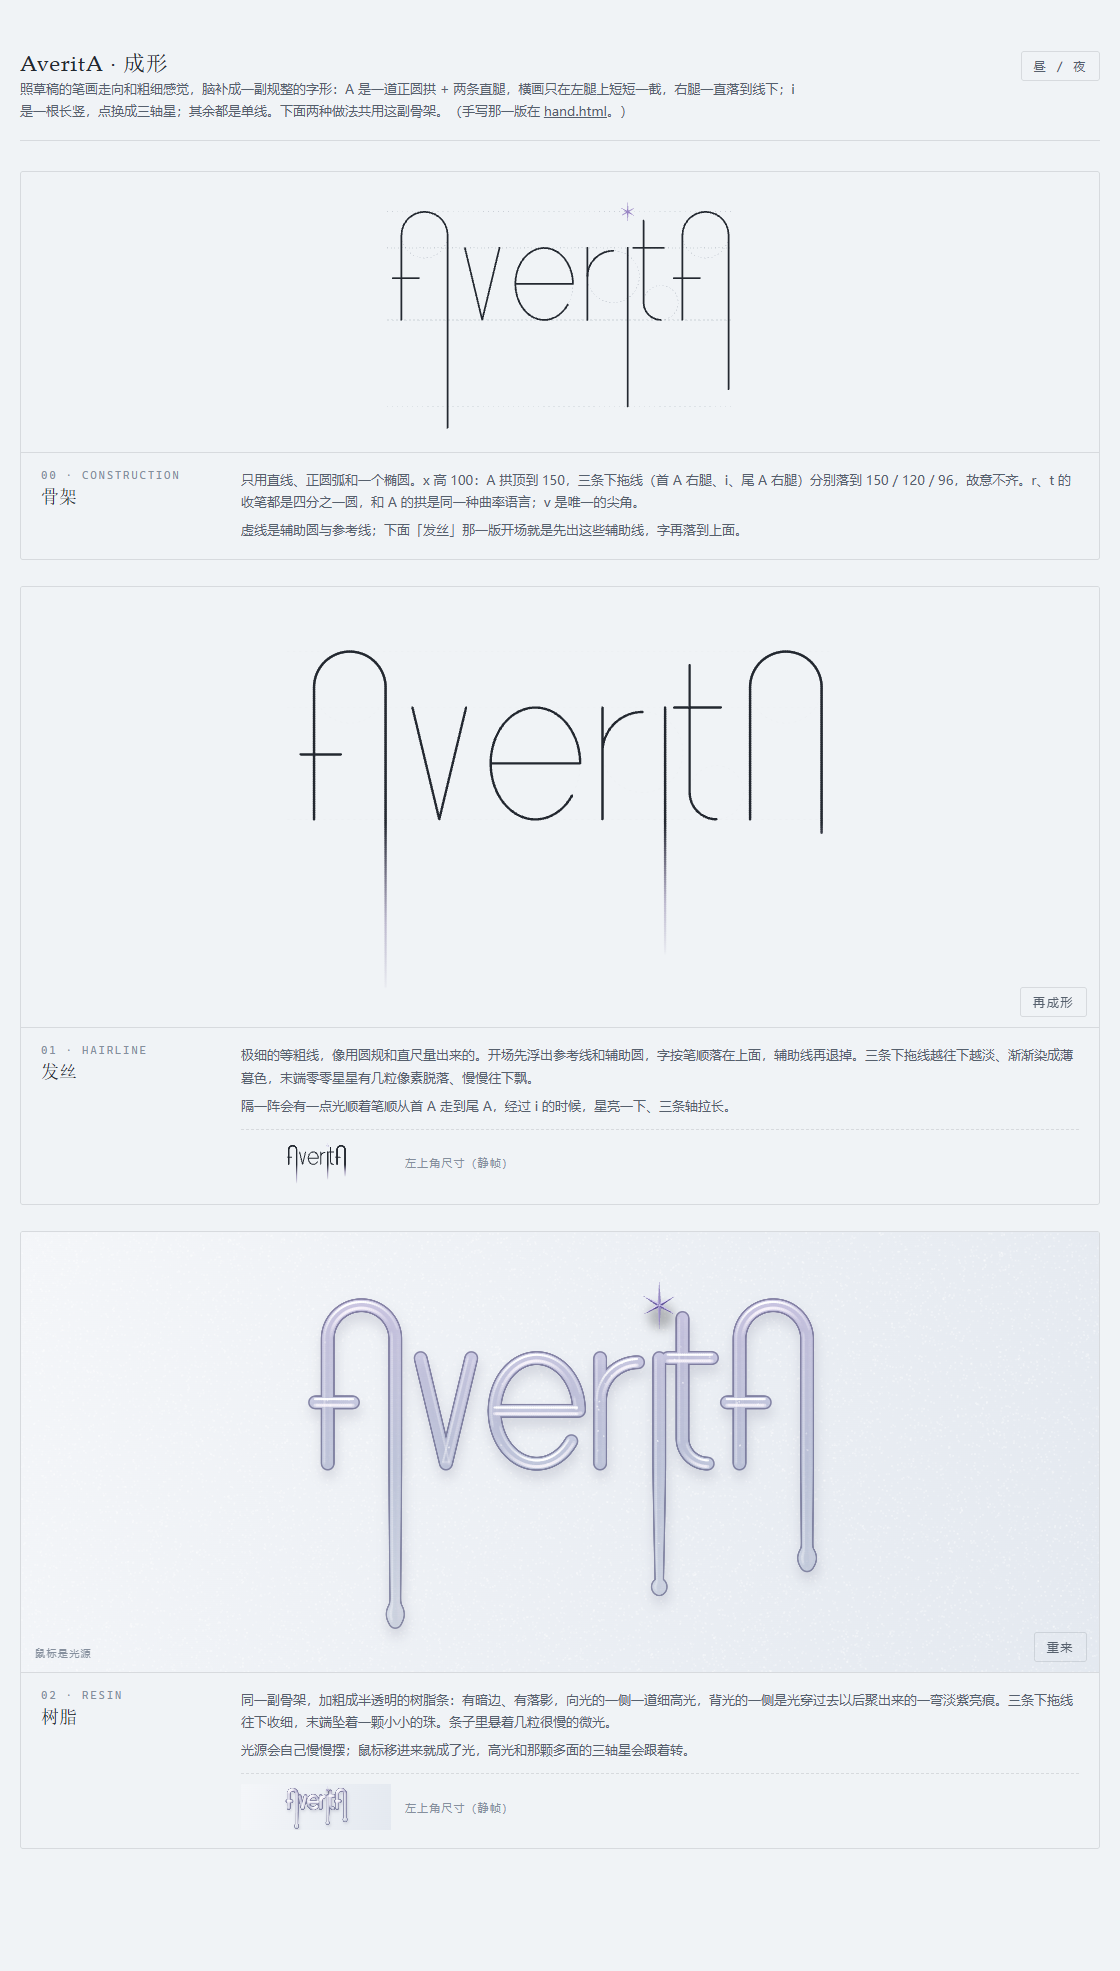 AveritA · 成形
昼 / 夜
照草稿的笔画走向和粗细感觉，脑补成一副规整的字形：A 是一道正圆拱 + 两条直腿，横画只在左腿上短短一截，右腿一直落到线下；i
是一根长竖，点换成三轴星；其余都是单线。下面两种做法共用这副骨架。（手写那一版在 hand.html。）
AveritA
00 · CONSTRUCTION
骨架
只用直线、正圆弧和一个椭圆。x 高 100：A 拱顶到 150，三条下拖线（首 A 右腿、i、尾 A 右腿）分别落到 150 / 120 / 96，故意不齐。r、t 的
收笔都是四分之一圆，和 A 的拱是同一种曲率语言；v 是唯一的尖角。
虚线是辅助圆与参考线；下面「发丝」那一版开场就是先出这些辅助线，字再落到上面。
AveritA
再成形
01 · HAIRLINE
发丝
极细的等粗线，像用圆规和直尺量出来的。开场先浮出参考线和辅助圆，字按笔顺落在上面，辅助线再退掉。三条下拖线越往下越淡、渐渐染成薄
暮色，末端零零星星有几粒像素脱落、慢慢往下飘。
隔一阵会有一点光顺着笔顺从首 A 走到尾 A，经过 i 的时候，星亮一下、三条轴拉长。
AveritA
左上角尺寸（静帧）
AveritA
鼠标是光源
重来
02 · RESIN
树脂
同一副骨架，加粗成半透明的树脂条：有暗边、有落影，向光的一侧一道细高光，背光的一侧是光穿过去以后聚出来的一弯淡紫亮痕。三条下拖线
往下收细，末端坠着一颗小小的珠。条子里悬着几粒很慢的微光。
光源会自己慢慢摆；鼠标移进来就成了光，高光和那颗多面的三轴星会跟着转。
AveritA
左上角尺寸（静帧）